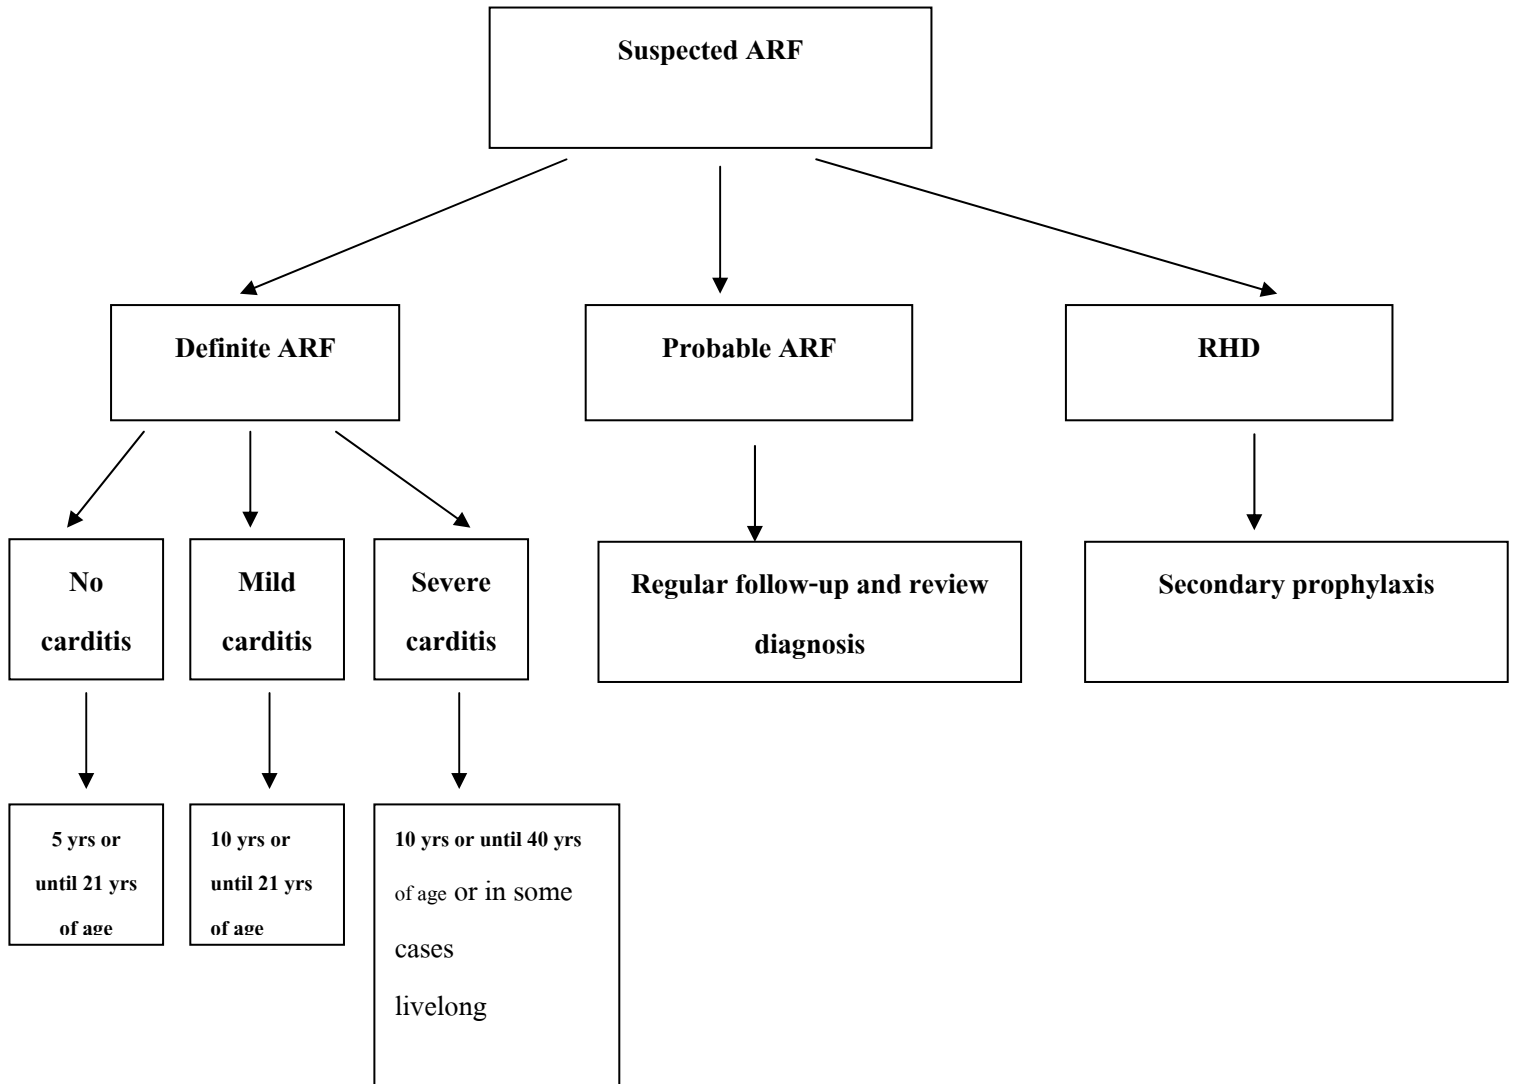 Suspected ARF
Definite ARF
Probable ARF
RHD
No
carditis
Mild
carditis
Severe
carditis
Regular follow-up and review
diagnosis
Secondary prophylaxis
5 yrs or
until 21 yrs
of age
10 yrs or
until 21 yrs
of age
10 yrs or until 40 yrs
of age or in some
cases
livelong